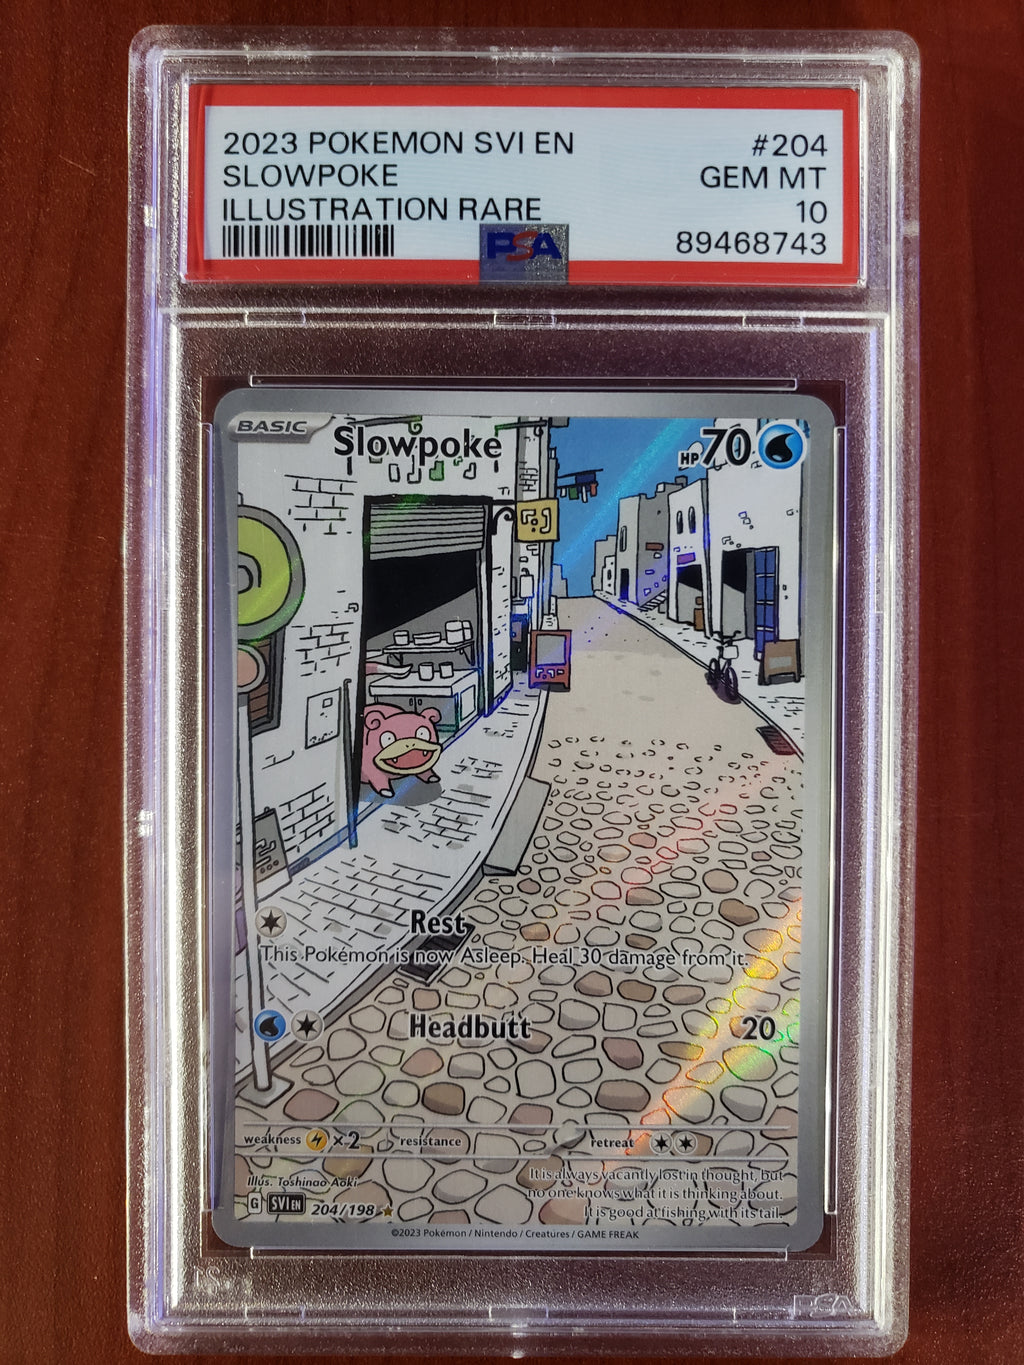 2023 POKEMON SVI EN #204
SLOWPOKE GEM MT
ILLUSTRATION RARE 10
PSA 89468743
BASIC Slowpoke HP 70
Rest
This Pokémon is now Asleep. Heal 30 damage from it.
Headbutt 20
weakness ×2 resistance retreat
Illus. Toshinao Aoki
It is always vacantly lost in thought, but
no one knows what it is thinking about.
It is good at fishing with its tail.
G SVI EN 204/198
©2023 Pokémon / Nintendo / Creatures / GAME FREAK
PSA